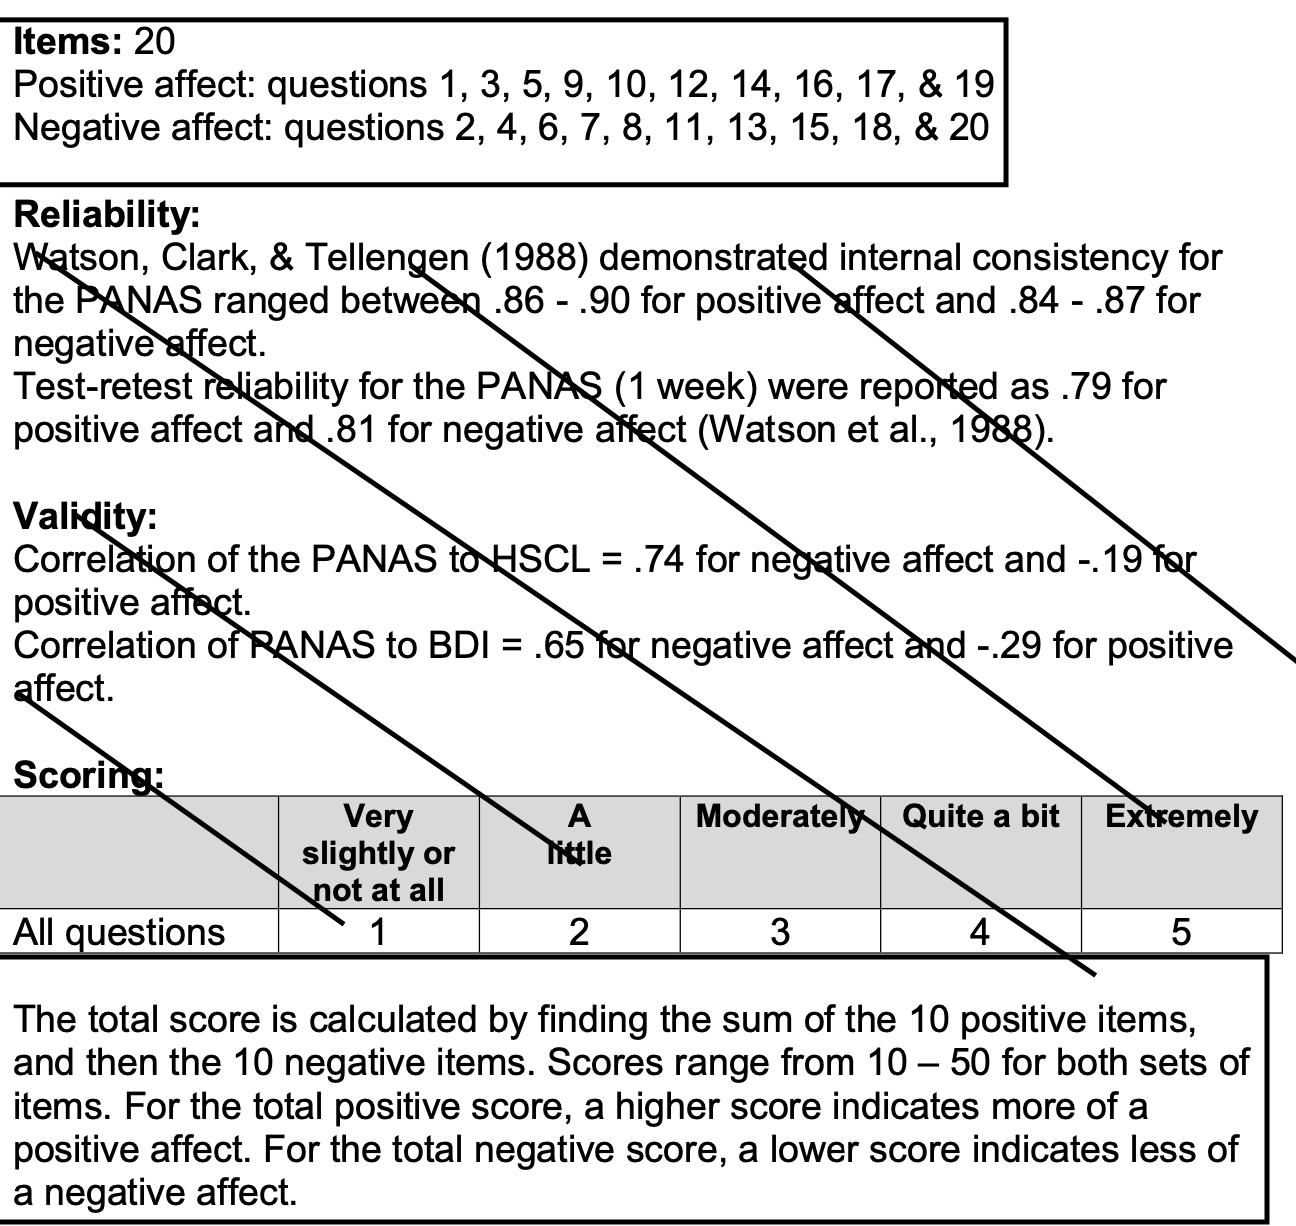 Items: 20
Positive affect: questions 1, 3, 5, 9, 10, 12, 14, 16, 17, & 19
Negative affect: questions 2, 4, 6, 7, 8, 11, 13, 15, 18, & 20
Reliability:
Watson, Clark, & Tellengen (1988) demonstrated internal consistency for
the PANAS ranged between .86 - .90 for positive affect and .84 - .87 for
negative affect.
Test-retest reliability for the PANAS (1 week) were reported as .79 for
positive affect and .81 for negative affect (Watson et al., 1988).
Validity:
Correlation of the PANAS to HSCL = .74 for negative affect and -.19 for
positive affect.
Correlation of PANAS to BDI = .65 for negative affect and -.29 for positive
affect.
Scoring:
Very slightly or not at all A little Moderately Quite a bit Extremely
All questions 1 2 3 4 5
The total score is calculated by finding the sum of the 10 positive items,
and then the 10 negative items. Scores range from 10 – 50 for both sets of
items. For the total positive score, a higher score indicates more of a
positive affect. For the total negative score, a lower score indicates less of
a negative affect.